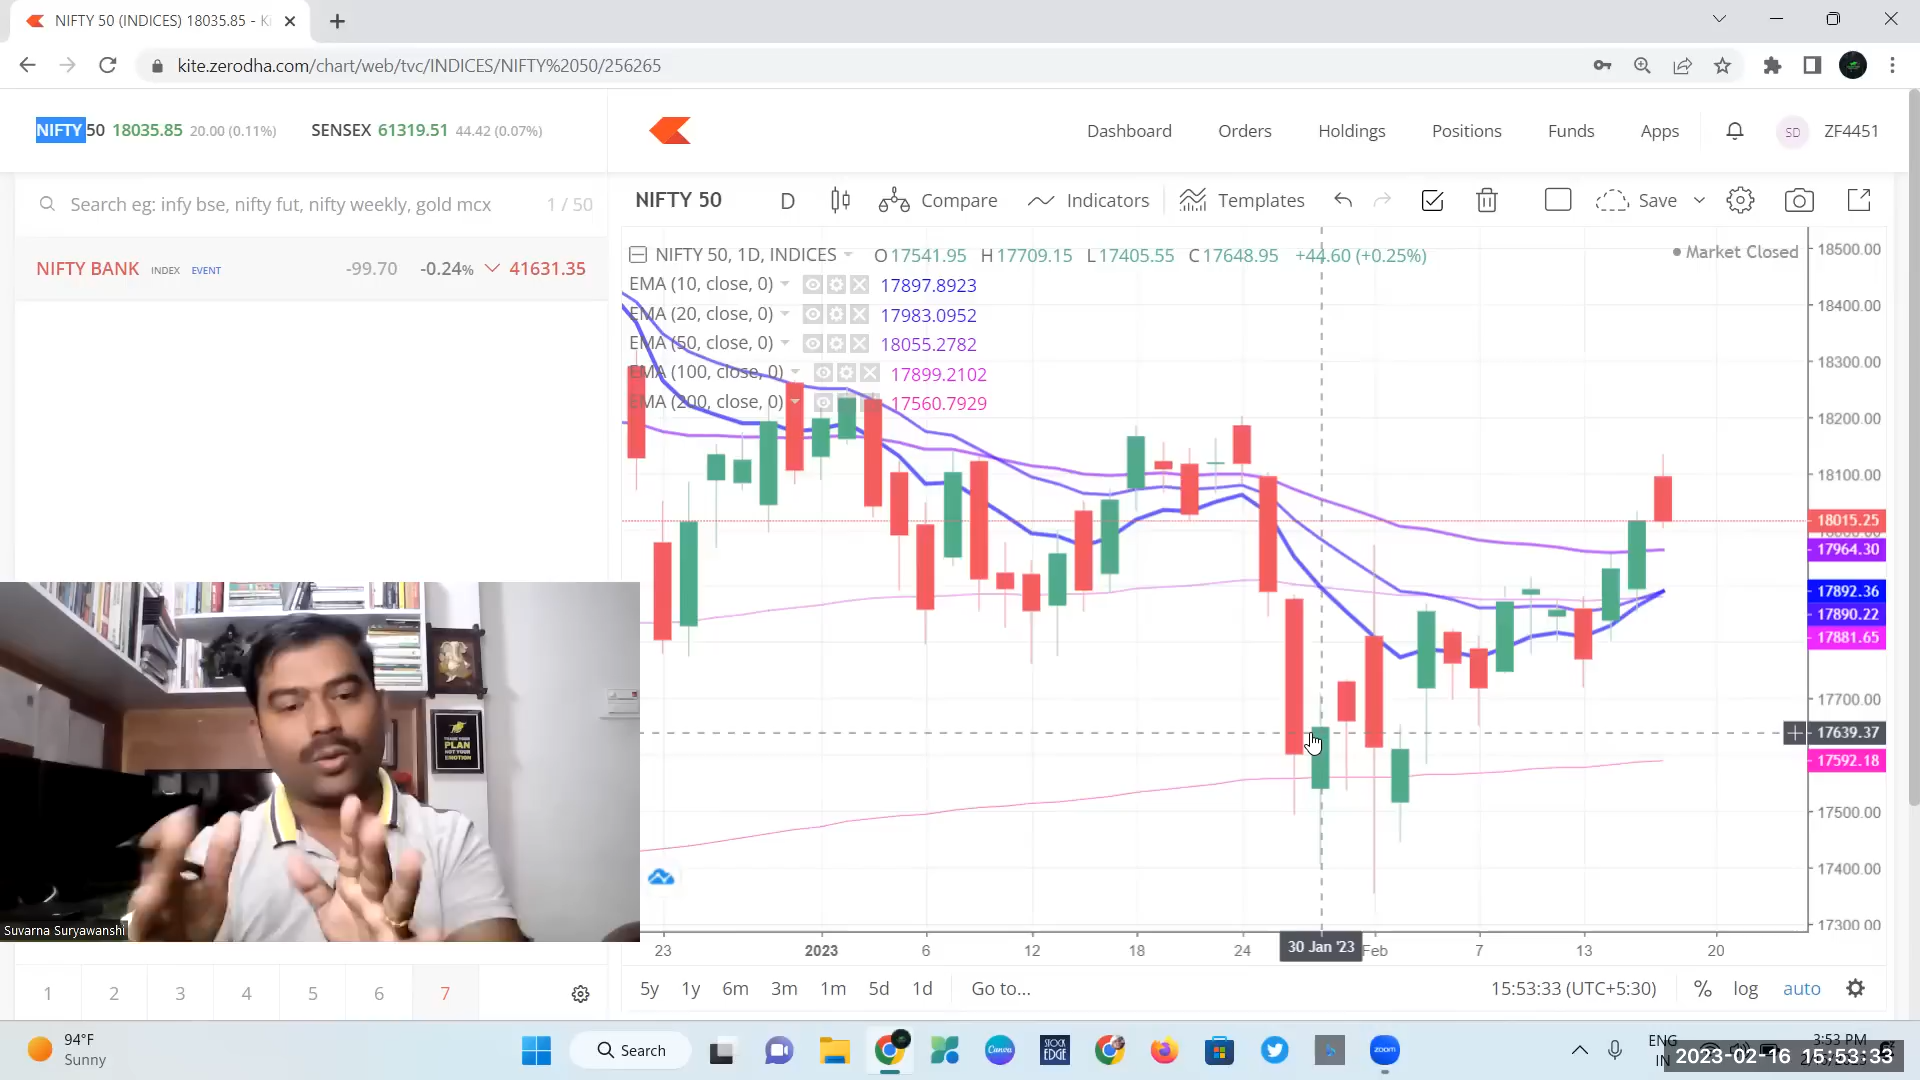 NIFTY 50 (INDICES) 18035.85 - Ki
kite.zerodha.com/chart/web/tvc/INDICES/NIFTY%2050/256265
NIFTY 50 18035.85 20.00 (0.11%) SENSEX 61319.51 44.42 (0.07%)
Dashboard Orders Holdings Positions Funds Apps SD ZF4451
Search eg: infy bse, nifty fut, nifty weekly, gold mcx 1 / 50
NIFTY 50 D Compare Indicators Templates Save
NIFTY BANK INDEX EVENT -99.70 -0.24% 41631.35
NIFTY 50, 1D, INDICES O17541.95 H17709.15 L17405.55 C17648.95 +44.60 (+0.25%)
Market Closed
EMA (10, close, 0) 17897.8923
EMA (20, close, 0) 17983.0952
EMA (50, close, 0) 18055.2782
EMA (100, close, 0) 17899.2102
EMA (200, close, 0) 17560.7929
18500.00
18400.00
18300.00
18200.00
18100.00
18015.25
17964.30
17892.36
17890.22
17881.65
17700.00
17639.37
17592.18
17500.00
17400.00
17300.00
PLAN
Suvarna Suryawanshi
23 2023 6 12 18 24 30 Jan '23 Feb 7 13 20
1 2 3 4 5 6 7
5y 1y 6m 3m 1m 5d 1d Go to... 15:53:33 (UTC+5:30) % log auto
94°F
Sunny
Search
Canva
STOCK
EDGE
zoom
ENG
IN
3:53 PM
2023-02-16 15:53:33